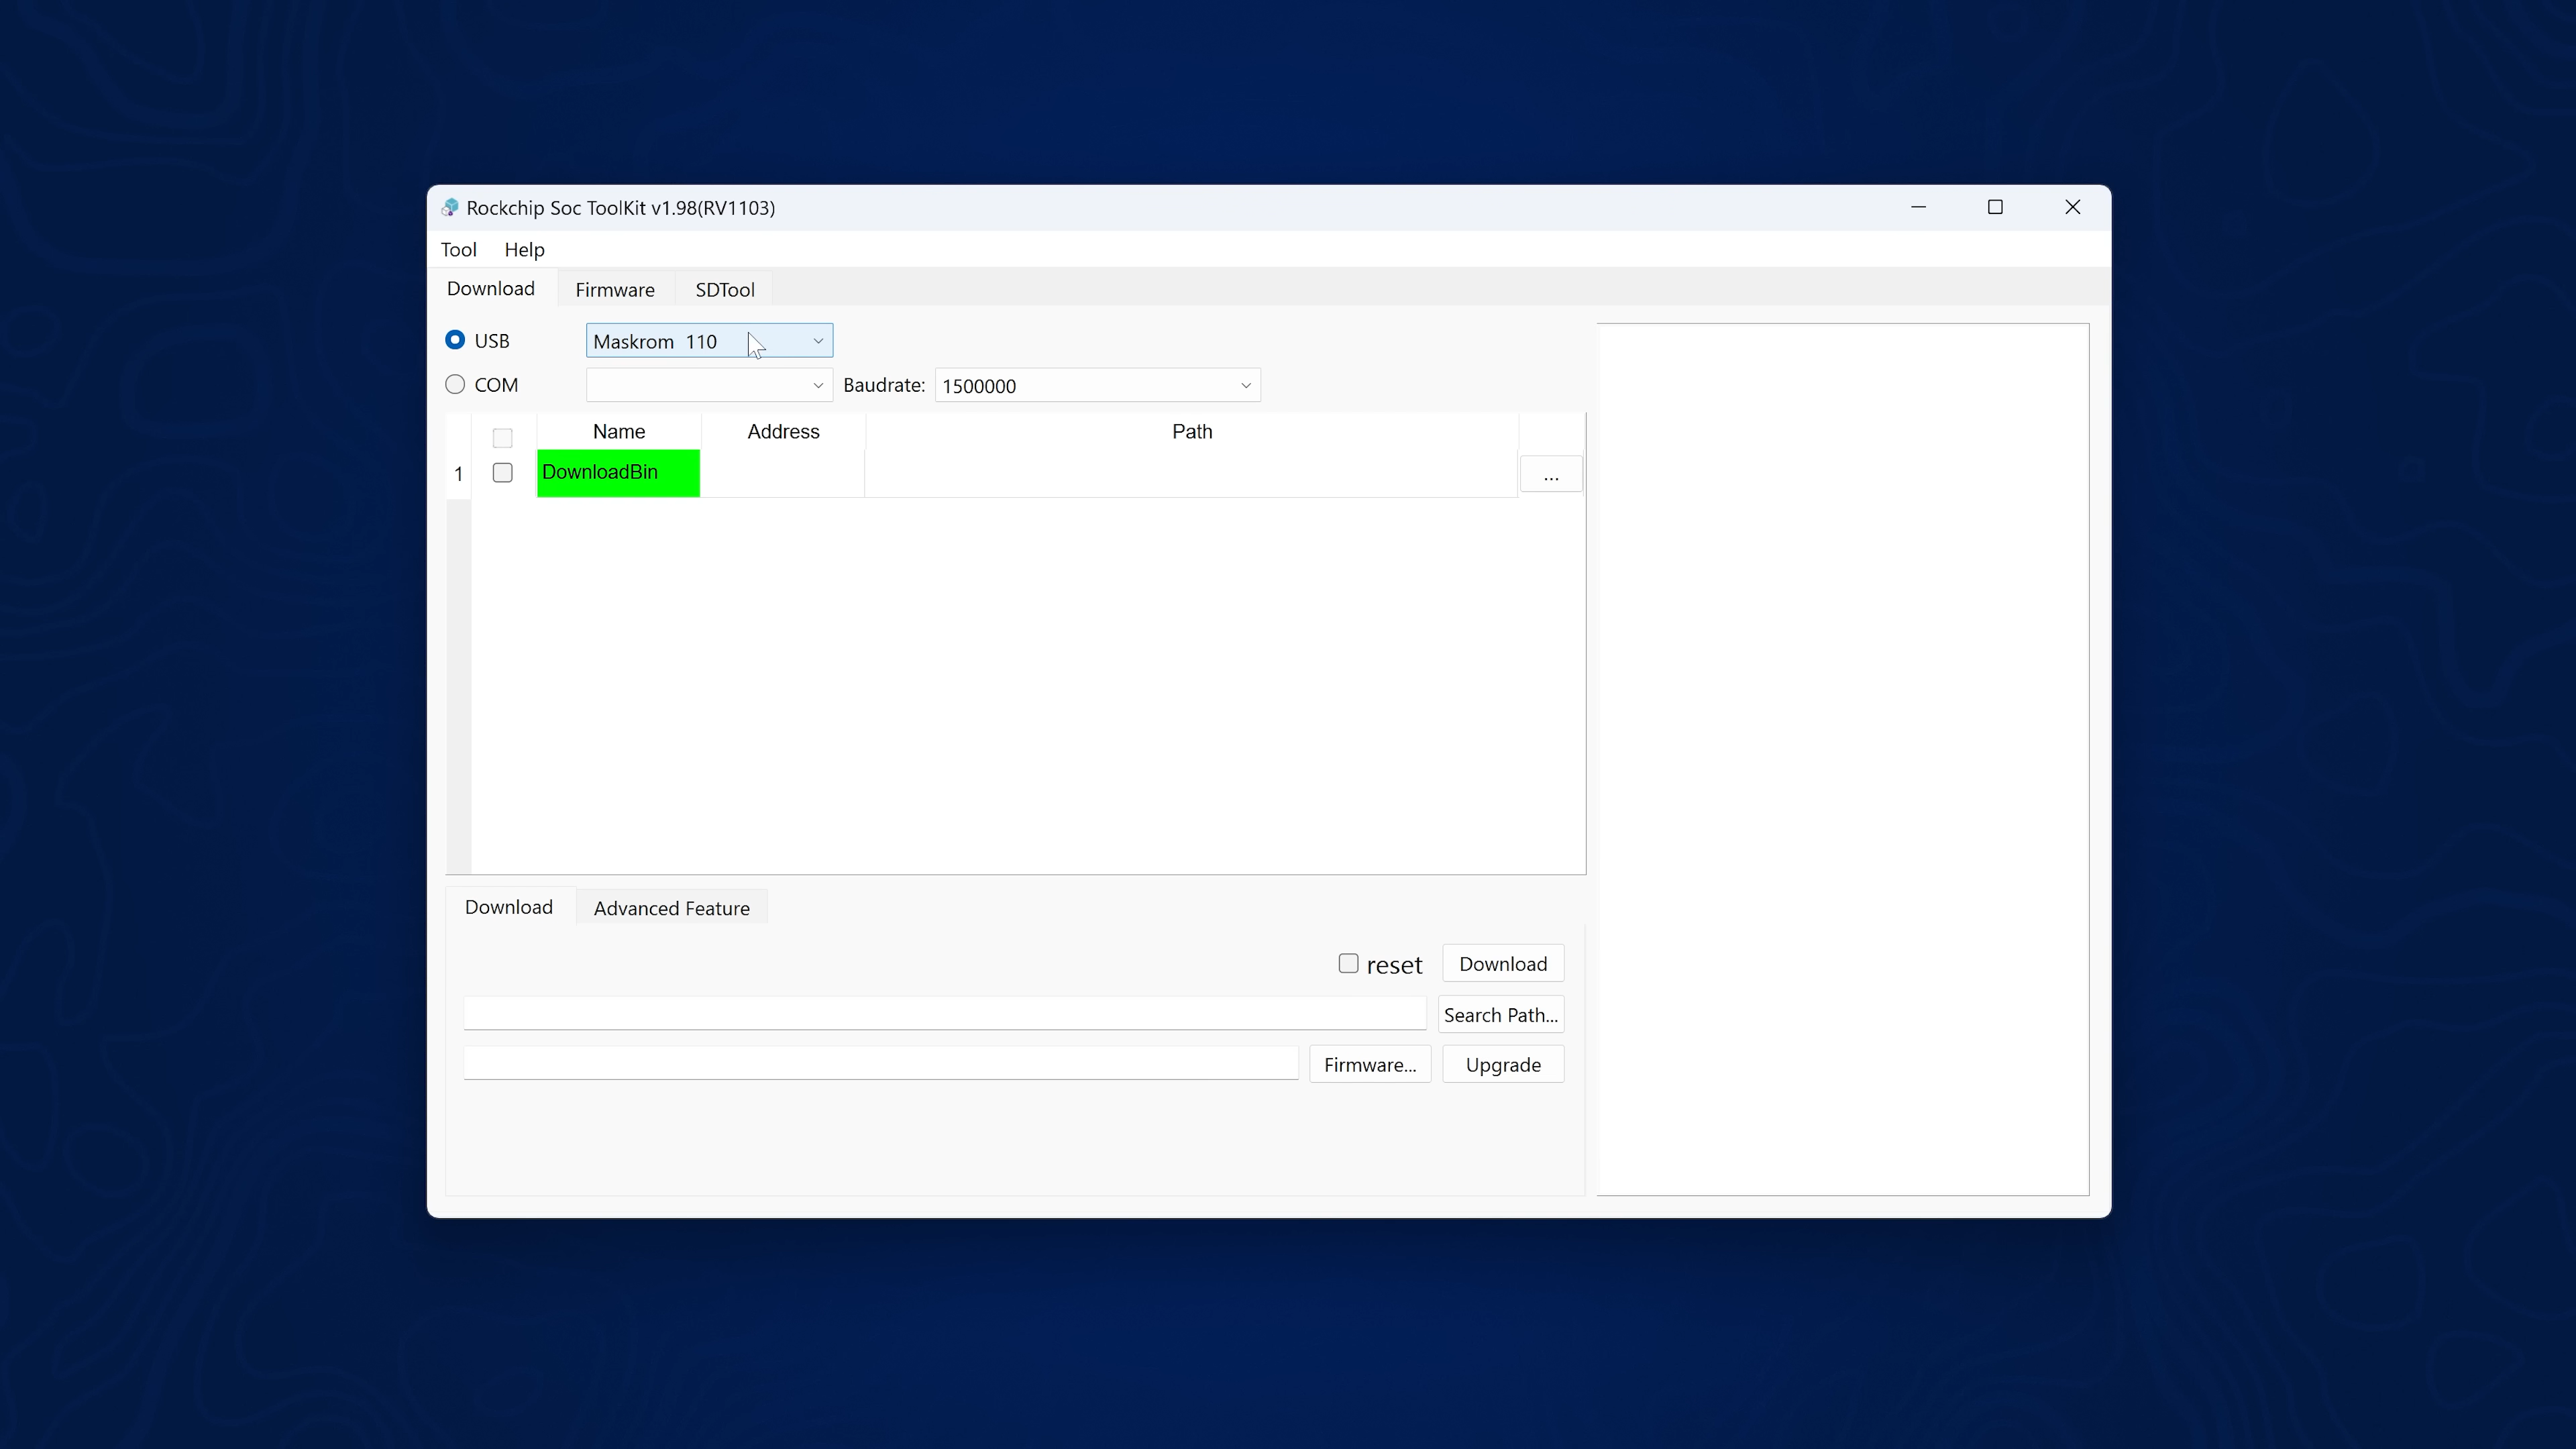 Rockchip Soc ToolKit v1.98(RV1103)
Tool Help
Download Firmware SDTool
USB Maskrom 110
COM Baudrate: 1500000
Name Address Path
1 DownloadBin ...
Download Advanced Feature
reset Download
Search Path...
Firmware... Upgrade